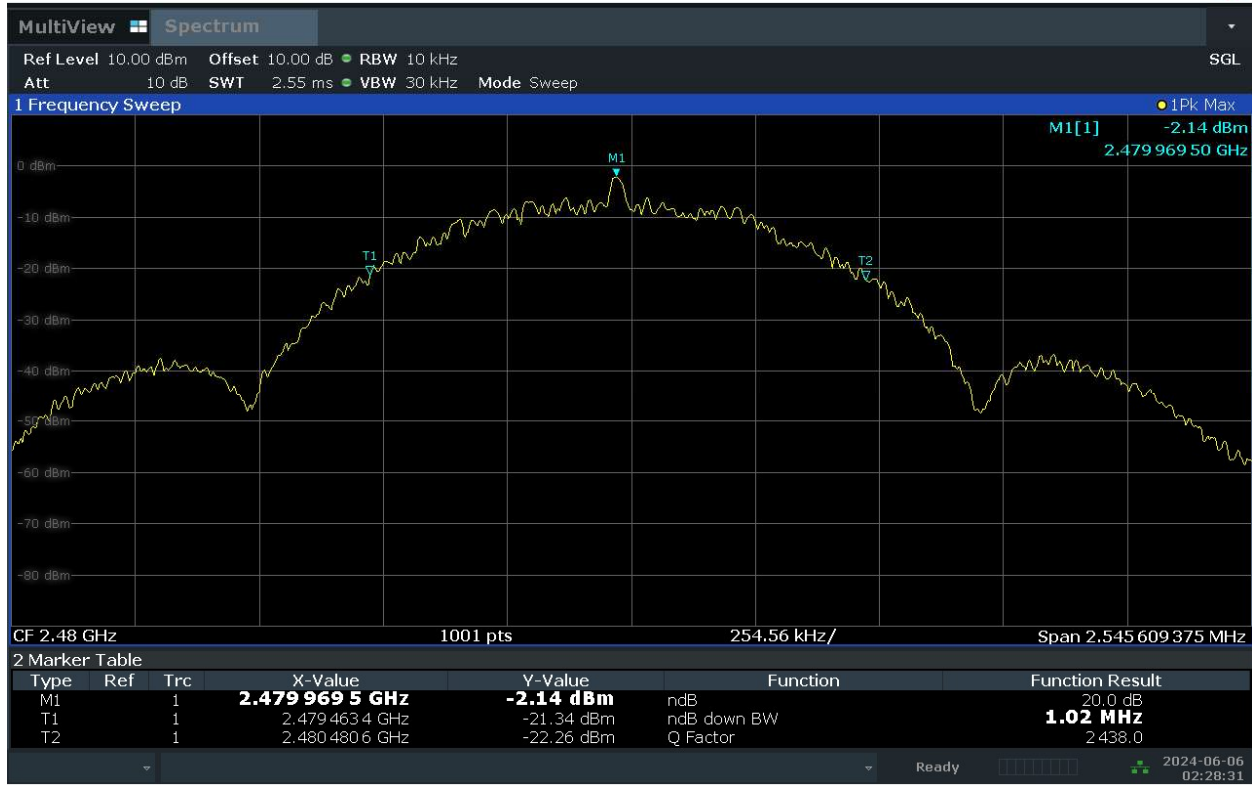 MultiView Spectrum
Ref Level 10.00 dBm Offset 10.00 dB RBW 10 kHz SGL
Att 10 dB SWT 2.55 ms VBW 30 kHz Mode Sweep
1 Frequency Sweep 1Pk Max
M1[1] -2.14 dBm
2.479 969 50 GHz
M1
0 dBm
-10 dBm
T1
T2
-20 dBm
-30 dBm
-40 dBm
-50 dBm
-60 dBm
-70 dBm
-80 dBm
CF 2.48 GHz 1001 pts 254.56 kHz/ Span 2.545 609 375 MHz
2 Marker Table
Type Ref Trc X-Value Y-Value Function Function Result
M1 1 2.479 969 5 GHz -2.14 dBm ndB 20.0 dB
T1 1 2.479 463 4 GHz -21.34 dBm ndB down BW 1.02 MHz
T2 1 2.480 480 6 GHz -22.26 dBm Q Factor 2 438.0
Ready 2024-06-06
02:28:31